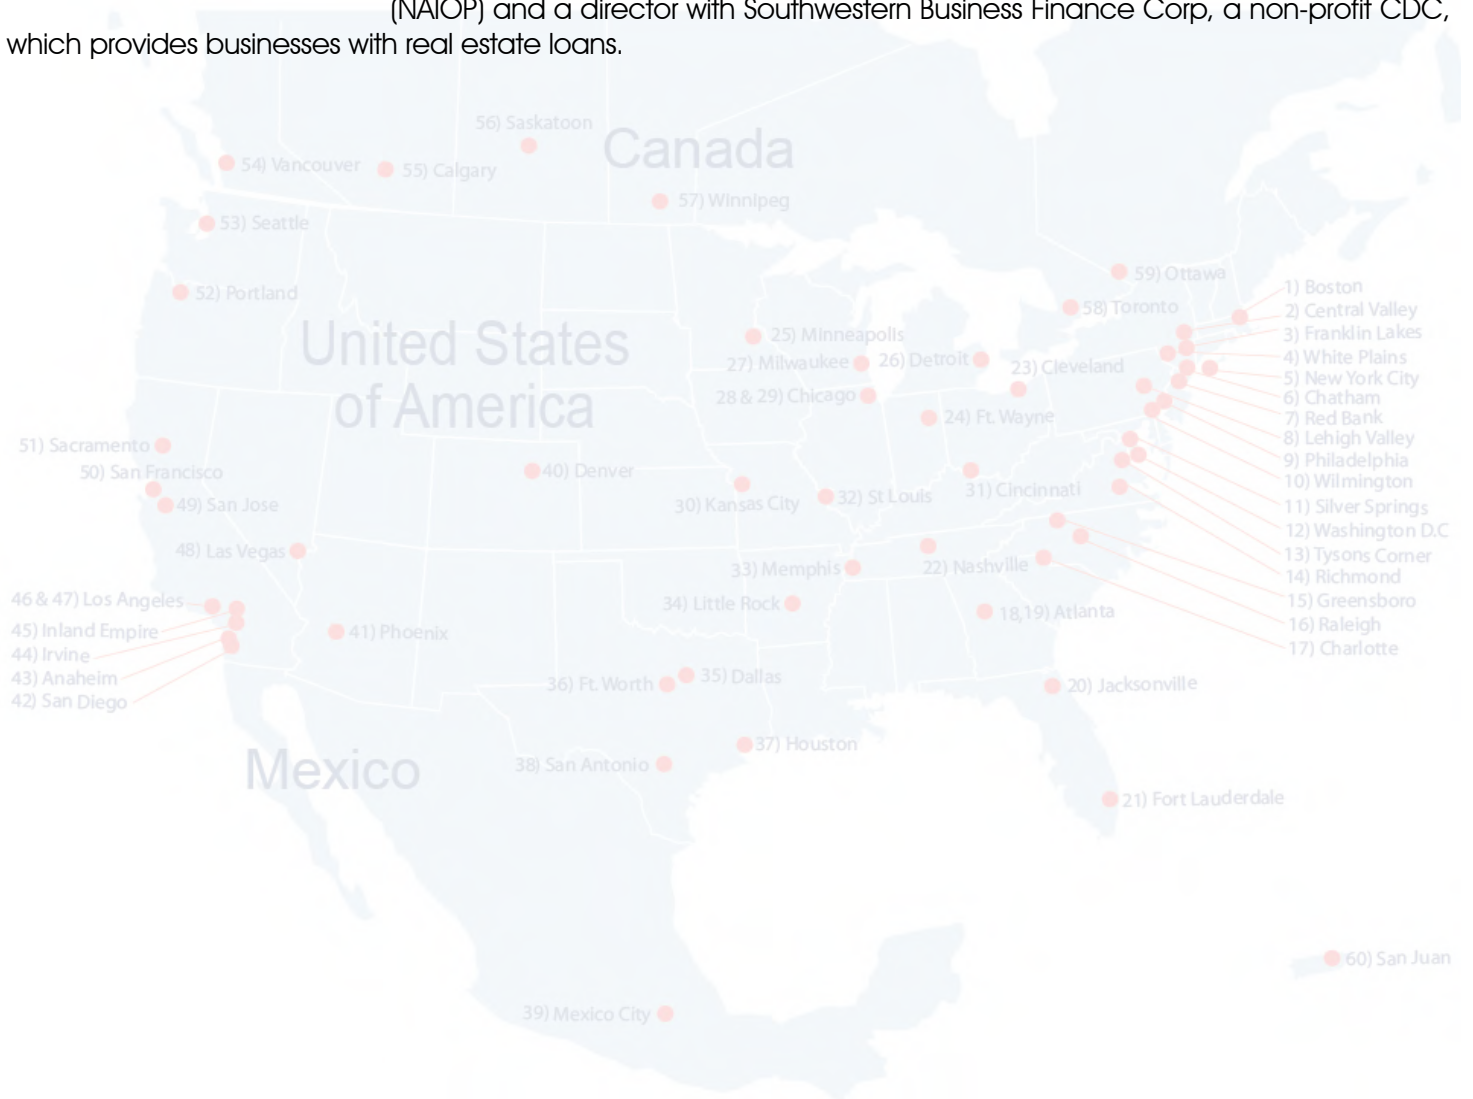 (NAIOP) and a director with Southwestern Business Finance Corp, a non-profit CDC,
which provides businesses with real estate loans.
56) Saskatoon
Canada
54) Vancouver
55) Calgary
57) Winnipeg
53) Seattle
59) Ottawa
52) Portland
58) Toronto
1) Boston
2) Central Valley
3) Franklin Lakes
4) White Plains
5) New York City
6) Chatham
7) Red Bank
8) Lehigh Valley
9) Philadelphia
10) Wilmington
11) Silver Springs
12) Washington D.C
13) Tysons Corner
14) Richmond
15) Greensboro
16) Raleigh
17) Charlotte
United States
of America
25) Minneapolis
27) Milwaukee
26) Detroit
23) Cleveland
28 & 29) Chicago
24) Ft. Wayne
51) Sacramento
50) San Francisco
49) San Jose
40) Denver
30) Kansas City
32) St Louis
31) Cincinnati
48) Las Vegas
33) Memphis
22) Nashville
34) Little Rock
18,19) Atlanta
46 & 47) Los Angeles
45) Inland Empire
44) Irvine
43) Anaheim
42) San Diego
41) Phoenix
36) Ft. Worth
35) Dallas
20) Jacksonville
37) Houston
38) San Antonio
Mexico
21) Fort Lauderdale
60) San Juan
39) Mexico City